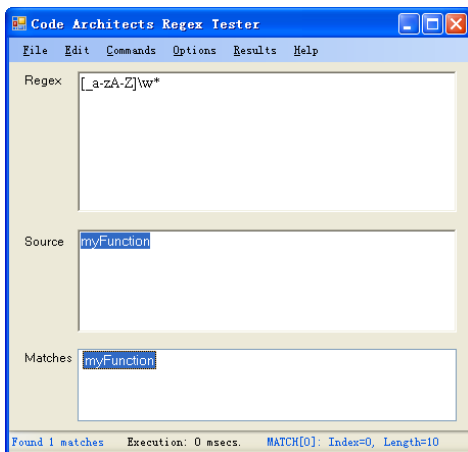 Code Architects Regex Tester
File Edit Commands Options Results Help
Regex
[_a-zA-Z]\w*
Source
myFunction
Matches
myFunction
Found 1 matches Execution: 0 msecs. MATCH[0]: Index=0, Length=10